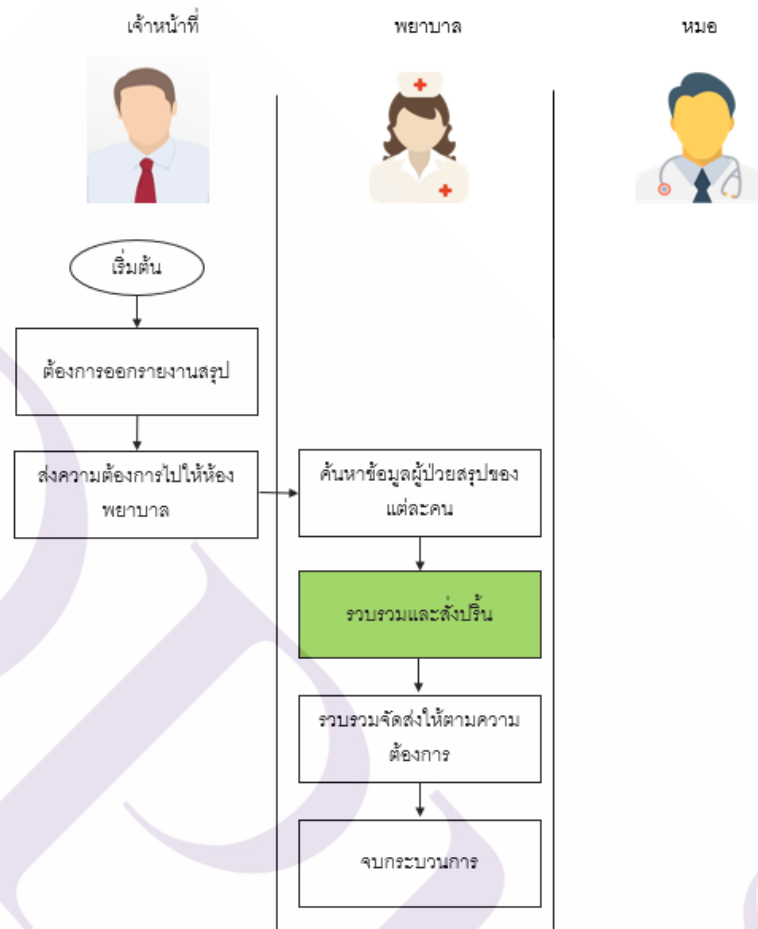 เจ้าหน้าที่
พยาบาล
หมอ
เริ่มต้น
ต้องการออกรายงานสรุป
ส่งความต้องการไปให้ห้อง
พยาบาล
ค้นหาข้อมูลผู้ป่วยสรุปของ
แต่ละคน
รวบรวมและสั่งปริ้น
รวบรวมจัดส่งให้ตามความ
ต้องการ
จบกระบวนการ